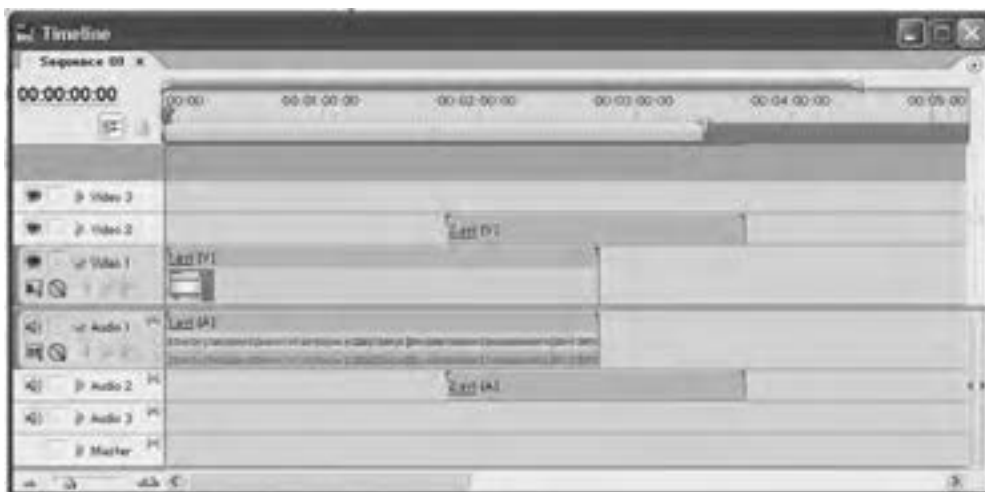 Timeline
Sequence 01 x
00:00:00:00
00:00 00:01:00:00 00:02:00:00 00:03:00:00 00:04:00:00 00:05:00
Video 3
Video 2
[V]
Video 1
[V]
Audio 1
[A]
Audio 2
[A]
Audio 3
Master